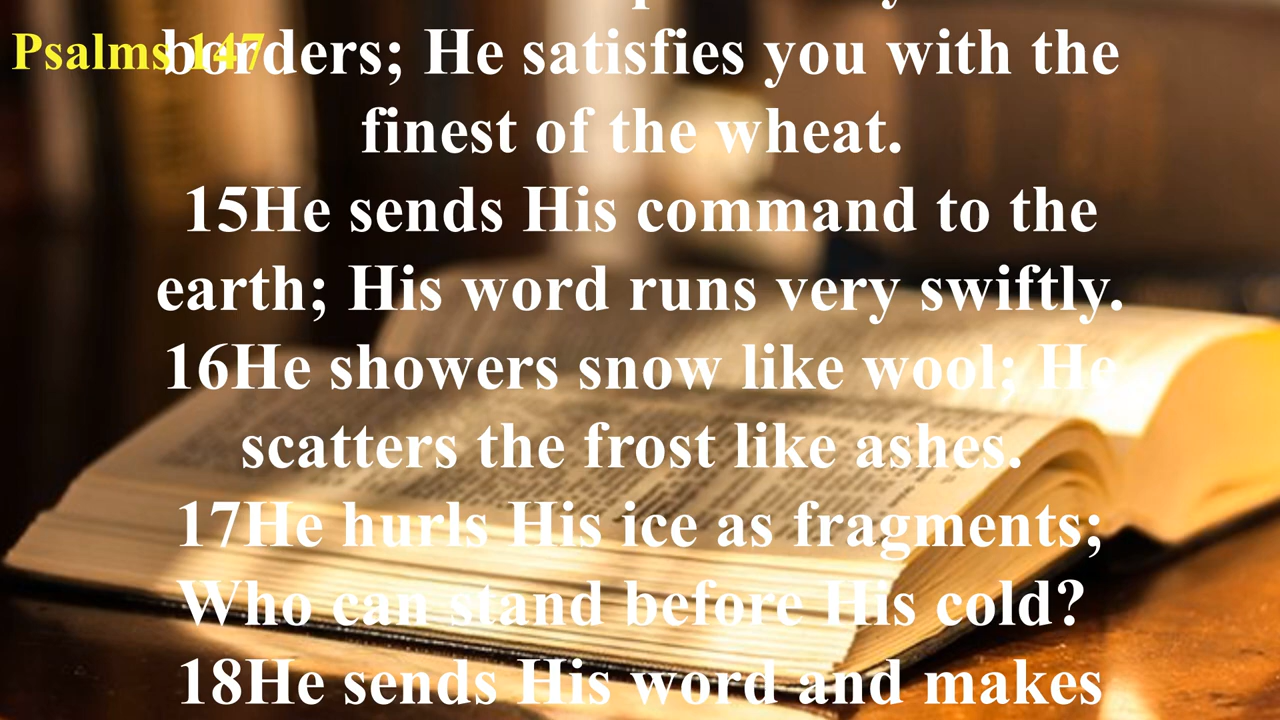 Psalms 147
borders; He satisfies you with the
finest of the wheat.
15He sends His command to the
earth; His word runs very swiftly.
16He showers snow like wool; He
scatters the frost like ashes.
17He hurls His ice as fragments;
Who can stand before His cold?
18He sends His word and makes